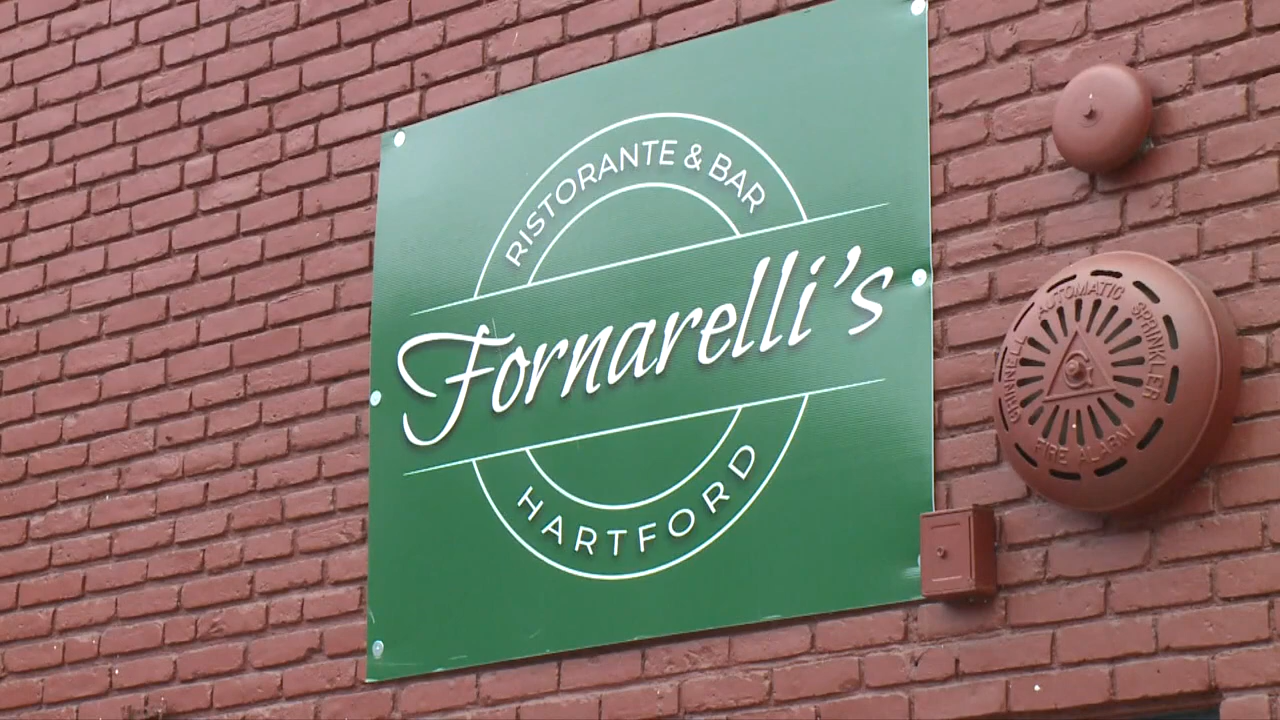 RISTORANTE & BAR
Fornarelli's
HARTFORD
GRINNELL AUTOMATIC SPRINKLER
FIRE ALARM